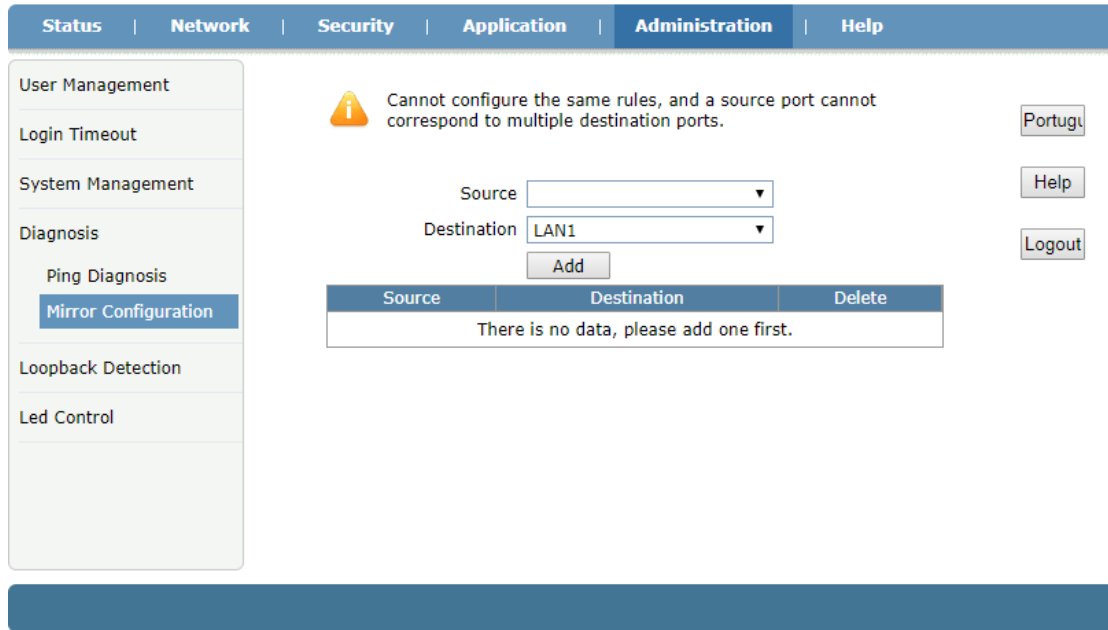 Status | Network | Security | Application | Administration | Help
User Management
Login Timeout
System Management
Diagnosis
Ping Diagnosis
Mirror Configuration
Loopback Detection
Led Control
Cannot configure the same rules, and a source port cannot
correspond to multiple destination ports.
Source
Destination LAN1
Add
Source Destination Delete
There is no data, please add one first.
Portugu
Help
Logout